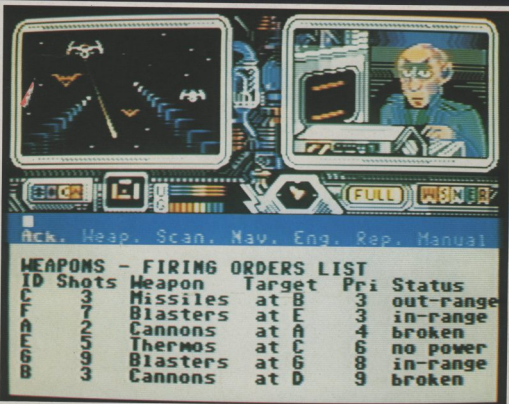 FULL
Ack. Weap. Scan. Nav. Eng. Rep. Manual
WEAPONS - FIRING ORDERS LIST
ID Shots Weapon Target Pri Status
C 3 Missiles at B 3 out-range
F 7 Blasters at E 3 in-range
A 2 Cannons at A 4 broken
E 5 Thermos at C 6 no power
G 9 Blasters at G 8 in-range
B 3 Cannons at D 9 broken